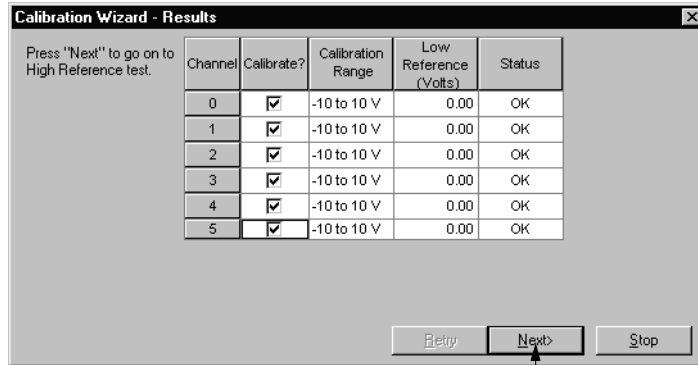 Calibration Wizard - Results
Press "Next" to go on to
High Reference test.
Channel Calibrate? Calibration Range Low Reference (Volts) Status
0 -10 to 10 V 0.00 OK
1 -10 to 10 V 0.00 OK
2 -10 to 10 V 0.00 OK
3 -10 to 10 V 0.00 OK
4 -10 to 10 V 0.00 OK
5 -10 to 10 V 0.00 OK
Retry Next> Stop